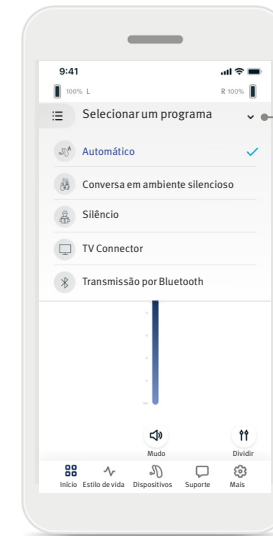 9:41
100% L R 100%
Selecionar um programa
Automático
Conversa em ambiente silencioso
Silêncio
TV Connector
Transmissão por Bluetooth
Mudo Dividir
Início Estilo de vida Dispositivos Suporte Mais